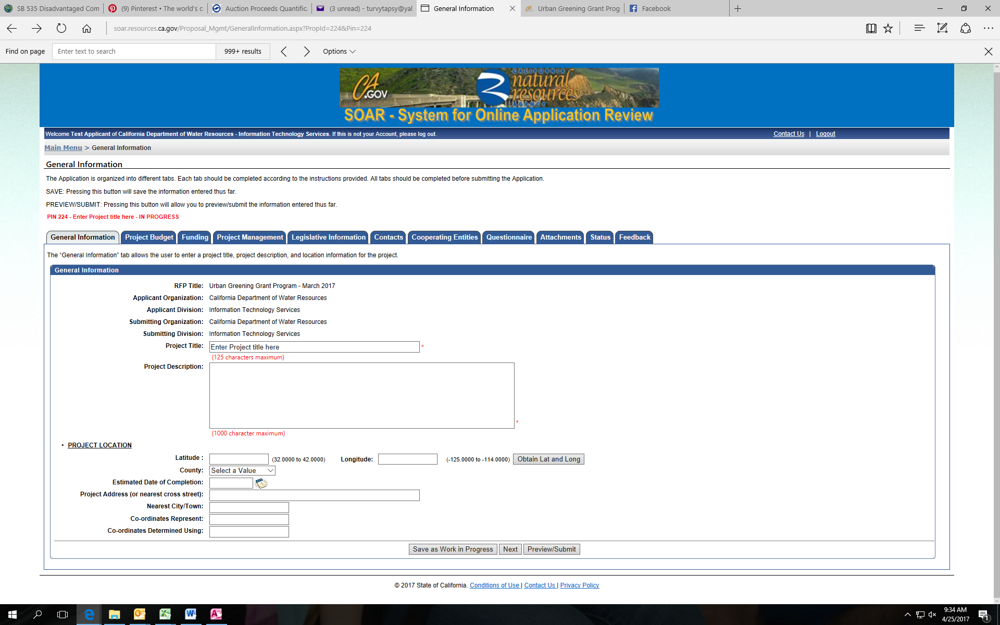 SB 535 Disadvantaged Com
(9) Pinterest • The world's c
Auction Proceeds Quantific
(3 unread) - turvytapsy@yal
General Information
Urban Greening Grant Prog
Facebook
soar.resources.ca.gov/Proposal_Mgmt/GeneralInformation.aspx?PropId=224&Pin=224
Find on page
Enter text to search
999+ results
Options
CA.GOV
CALIFORNIA
natural
resources
AGENCY
SOAR - System for Online Application Review
Welcome Test Applicant of California Department of Water Resources - Information Technology Services. If this is not your Account, please log out.
Contact Us | Logout
Main Menu > General Information
General Information
The Application is organized into different tabs. Each tab should be completed according to the instructions provided. All tabs should be completed before submitting the Application.
SAVE: Pressing this button will save the information entered thus far.
PREVIEW/SUBMIT: Pressing this button will allow you to preview/submit the information entered thus far.
PIN 224 - Enter Project title here - IN PROGRESS
General Information
Project Budget
Funding
Project Management
Legislative Information
Contacts
Cooperating Entities
Questionnaire
Attachments
Status
Feedback
The “General Information” tab allows the user to enter a project title, project description, and location information for the project.
General Information
RFP Title: Urban Greening Grant Program - March 2017
Applicant Organization: California Department of Water Resources
Applicant Division: Information Technology Services
Submitting Organization: California Department of Water Resources
Submitting Division: Information Technology Services
Project Title: Enter Project title here *
(125 characters maximum)
Project Description: *
(1000 character maximum)
• PROJECT LOCATION
Latitude : (32.0000 to 42.0000) Longitude: (-125.0000 to -114.0000) Obtain Lat and Long
County: Select a Value
Estimated Date of Completion:
Project Address (or nearest cross street):
Nearest City/Town:
Co-ordinates Represent:
Co-ordinates Determined Using:
Save as Work in Progress
Next
Preview/Submit
© 2017 State of California. Conditions of Use | Contact Us | Privacy Policy
9:34 AM
4/25/2017
1